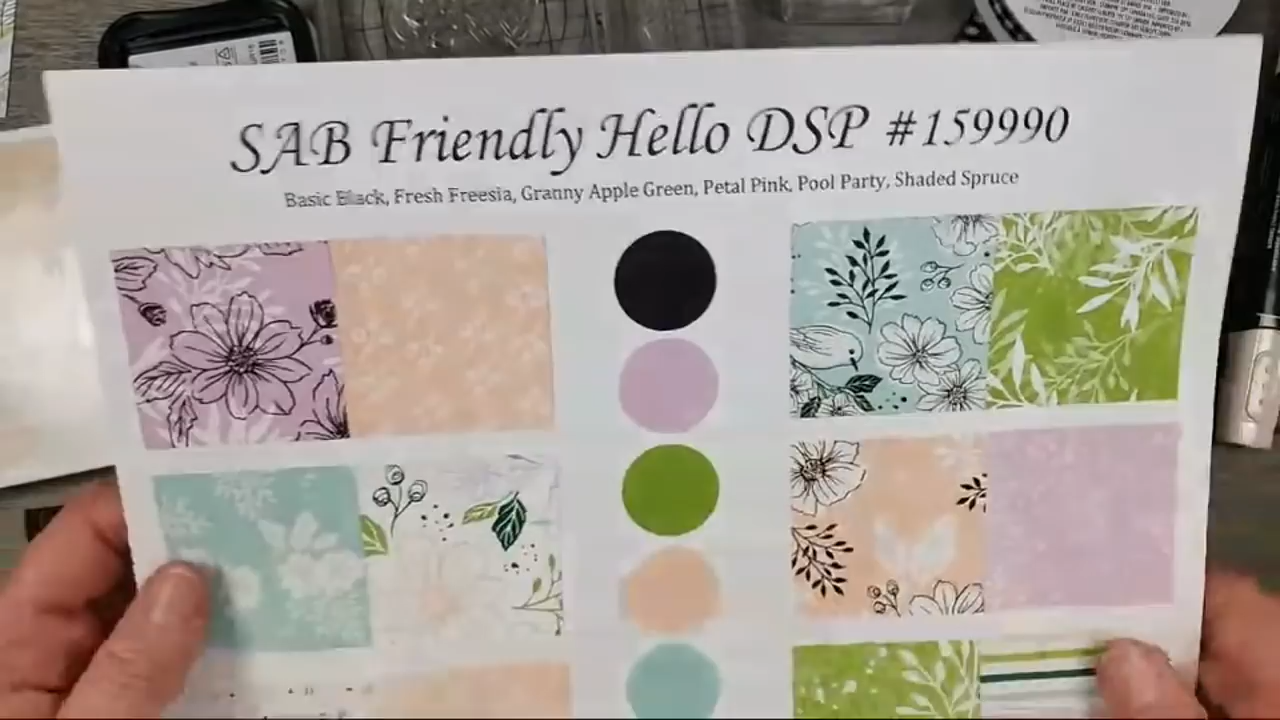 SAB Friendly Hello DSP #159990
Basic Black, Fresh Freesia, Granny Apple Green, Petal Pink, Pool Party, Shaded Spruce